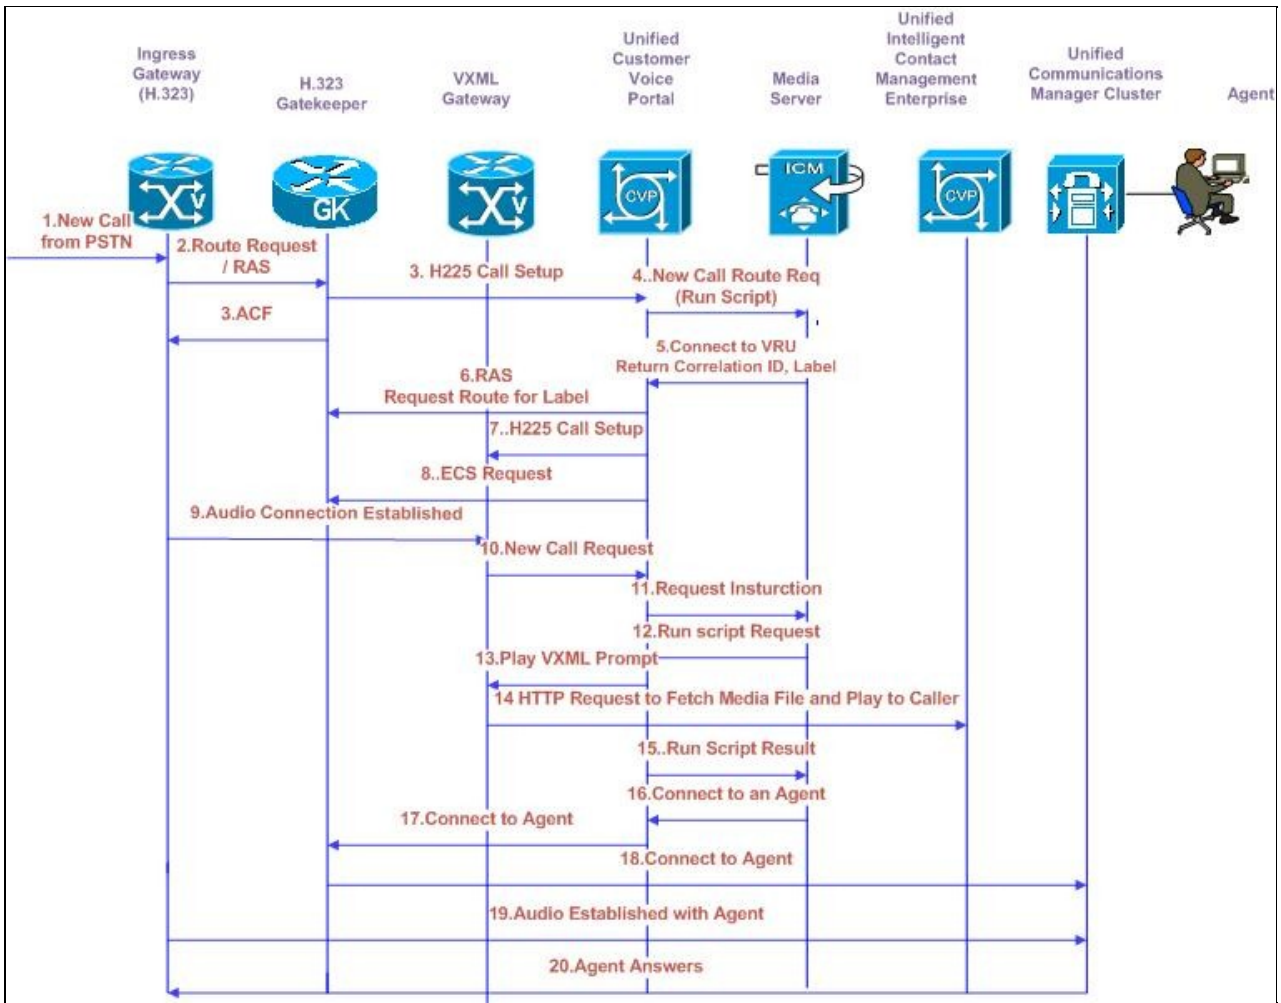 Ingress
Gateway
(H.323)
H.323
Gatekeeper
VXML
Gateway
Unified
Customer
Voice
Portal
Media
Server
Unified
Intelligent
Contact
Management
Enterprise
Unified
Communications
Manager Cluster
Agent
V
GK
V
CVP
ICM
CVP
1.New Call
from PSTN
2.Route Request
/ RAS
3. H225 Call Setup
4..New Call Route Req
(Run Script)
3.ACF
5.Connect to VRU
Return Correlation ID, Label
6.RAS
Request Route for Label
7..H225 Call Setup
8..ECS Request
9.Audio Connection Established
10.New Call Request
11.Request Insturction
12.Run script Request
13.Play VXML Prompt
14 HTTP Request to Fetch Media File and Play to Caller
15..Run Script Result
16.Connect to an Agent
17.Connect to Agent
18.Connect to Agent
19.Audio Established with Agent
20.Agent Answers